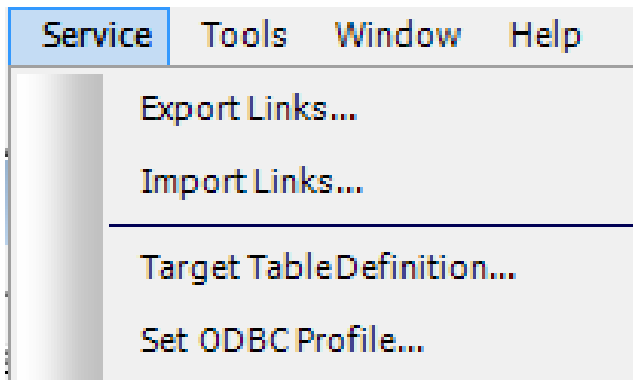 Service Tools Window Help
Export Links...
Import Links...
Target Table Definition...
Set ODBC Profile...